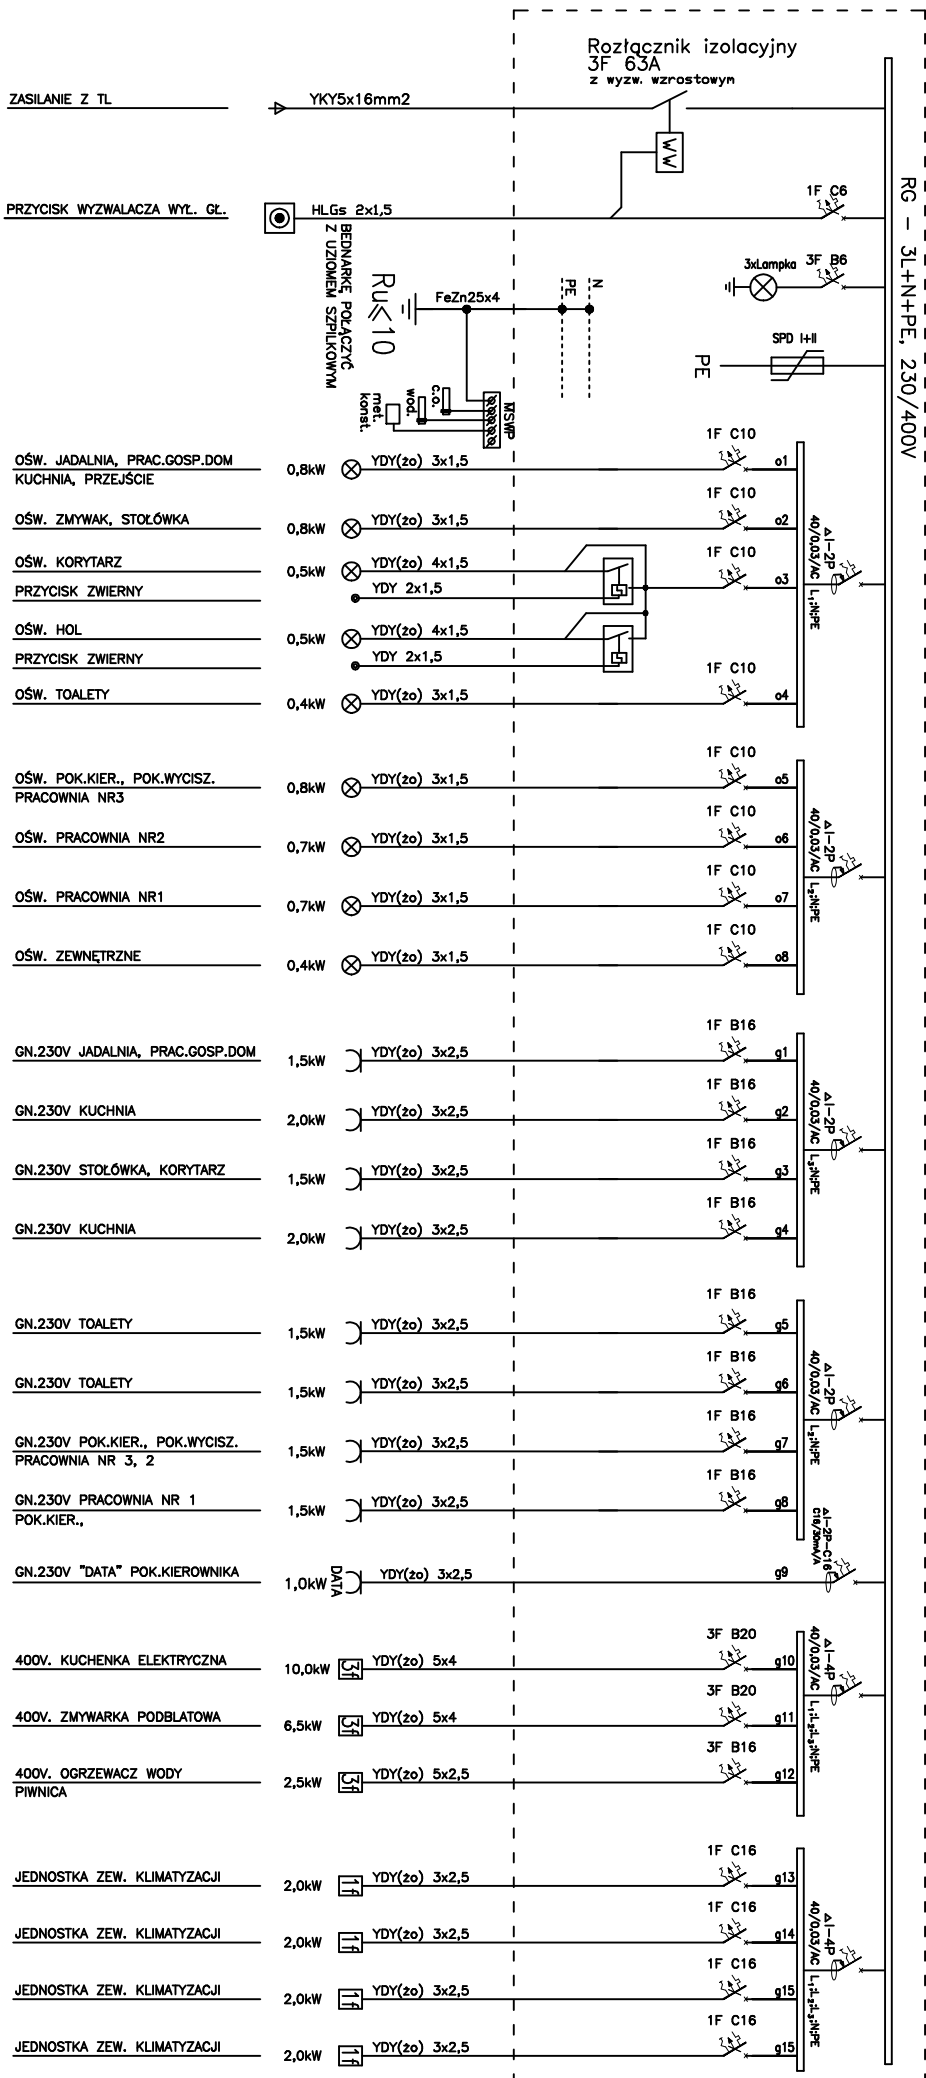 Rozłącznik izolacyjny
3F 63A
z wyzw. wzrostowym
ZASILANIE Z TL
YKY5x16mm2
WW
RG - 3L+N+PE, 230/400V
PRZYCISK WYZWALACZA WYŁ. GŁ.
HLGs 2x1,5
1F C6
BEDNARKĘ POŁĄCZYĆ
Z UZIOMEM SZPILKOWYM
Ru≤10
FeZn25x4
PE
N
3xLampka
3F B6
SPD I+II
PE
MSWP
c.o.
wod.
met.
konst.
OŚW. JADALNIA, PRAC.GOSP.DOM
KUCHNIA, PRZEJŚCIE
0,8kW
YDY(żo) 3x1,5
1F C10
o1
OŚW. ZMYWAK, STOŁÓWKA
0,8kW
YDY(żo) 3x1,5
1F C10
o2
ΔI-2P
40/0,03/AC
L1;N;PE
OŚW. KORYTARZ
0,5kW
YDY(żo) 4x1,5
1F C10
o3
PRZYCISK ZWIERNY
YDY 2x1,5
OŚW. HOL
0,5kW
YDY(żo) 4x1,5
PRZYCISK ZWIERNY
YDY 2x1,5
OŚW. TOALETY
0,4kW
YDY(żo) 3x1,5
1F C10
o4
OŚW. POK.KIER., POK.WYCISZ.
PRACOWNIA NR3
0,8kW
YDY(żo) 3x1,5
1F C10
o5
OŚW. PRACOWNIA NR2
0,7kW
YDY(żo) 3x1,5
1F C10
o6
ΔI-2P
40/0,03/AC
L2;N;PE
OŚW. PRACOWNIA NR1
0,7kW
YDY(żo) 3x1,5
1F C10
o7
OŚW. ZEWNĘTRZNE
0,4kW
YDY(żo) 3x1,5
1F C10
o8
GN.230V JADALNIA, PRAC.GOSP.DOM
1,5kW
YDY(żo) 3x2,5
1F B16
g1
GN.230V KUCHNIA
2,0kW
YDY(żo) 3x2,5
1F B16
g2
ΔI-2P
40/0,03/AC
L3;N;PE
GN.230V STOŁÓWKA, KORYTARZ
1,5kW
YDY(żo) 3x2,5
1F B16
g3
GN.230V KUCHNIA
2,0kW
YDY(żo) 3x2,5
1F B16
g4
GN.230V TOALETY
1,5kW
YDY(żo) 3x2,5
1F B16
g5
GN.230V TOALETY
1,5kW
YDY(żo) 3x2,5
1F B16
g6
ΔI-2P
40/0,03/AC
L2;N;PE
GN.230V POK.KIER., POK.WYCISZ.
PRACOWNIA NR 3, 2
1,5kW
YDY(żo) 3x2,5
1F B16
g7
GN.230V PRACOWNIA NR 1
POK.KIER.,
1,5kW
YDY(żo) 3x2,5
1F B16
g8
ΔI-2P-C16
C16/30mA/A
GN.230V "DATA" POK.KIEROWNIKA
1,0kW
DATA
YDY(żo) 3x2,5
g9
400V. KUCHENKA ELEKTRYCZNA
10,0kW
3f
YDY(żo) 5x4
3F B20
g10
400V. ZMYWARKA PODBLATOWA
6,5kW
3f
YDY(żo) 5x4
3F B20
g11
ΔI-4P
40/0,03/AC
L1;L2;L3;N;PE
400V. OGRZEWACZ WODY
PIWNICA
2,5kW
3f
YDY(żo) 5x2,5
3F B16
g12
JEDNOSTKA ZEW. KLIMATYZACJI
2,0kW
1f
YDY(żo) 3x2,5
1F C16
g13
JEDNOSTKA ZEW. KLIMATYZACJI
2,0kW
1f
YDY(żo) 3x2,5
1F C16
g14
ΔI-4P
40/0,03/AC
L1;L2;L3;N;PE
JEDNOSTKA ZEW. KLIMATYZACJI
2,0kW
1f
YDY(żo) 3x2,5
1F C16
g15
JEDNOSTKA ZEW. KLIMATYZACJI
2,0kW
1f
YDY(żo) 3x2,5
1F C16
g15